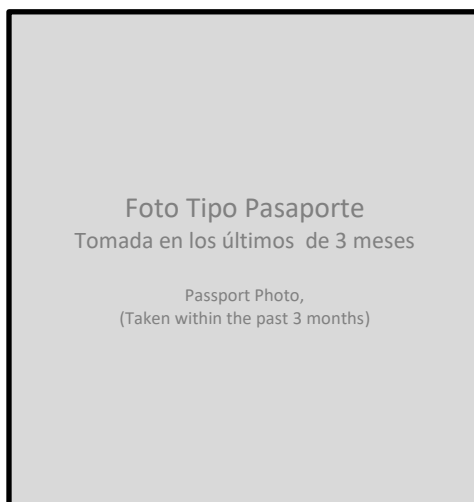 Foto Tipo Pasaporte
Tomada en los últimos  de 3 meses
Passport Photo,
(Taken within the past 3 months)